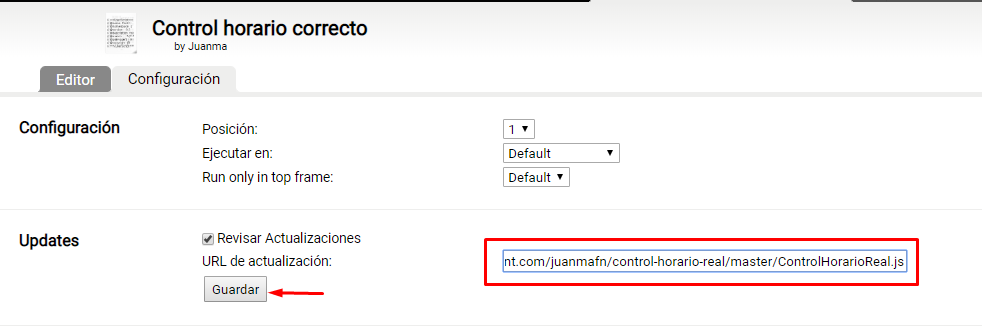 Control horario correcto
by Juanma
Editor
Configuración
Configuración
Posición:
1
Ejecutar en:
Default
Run only in top frame:
Default
Updates
Revisar Actualizaciones
URL de actualización:
nt.com/juanmafn/control-horario-real/master/ControlHorarioReal.js
Guardar